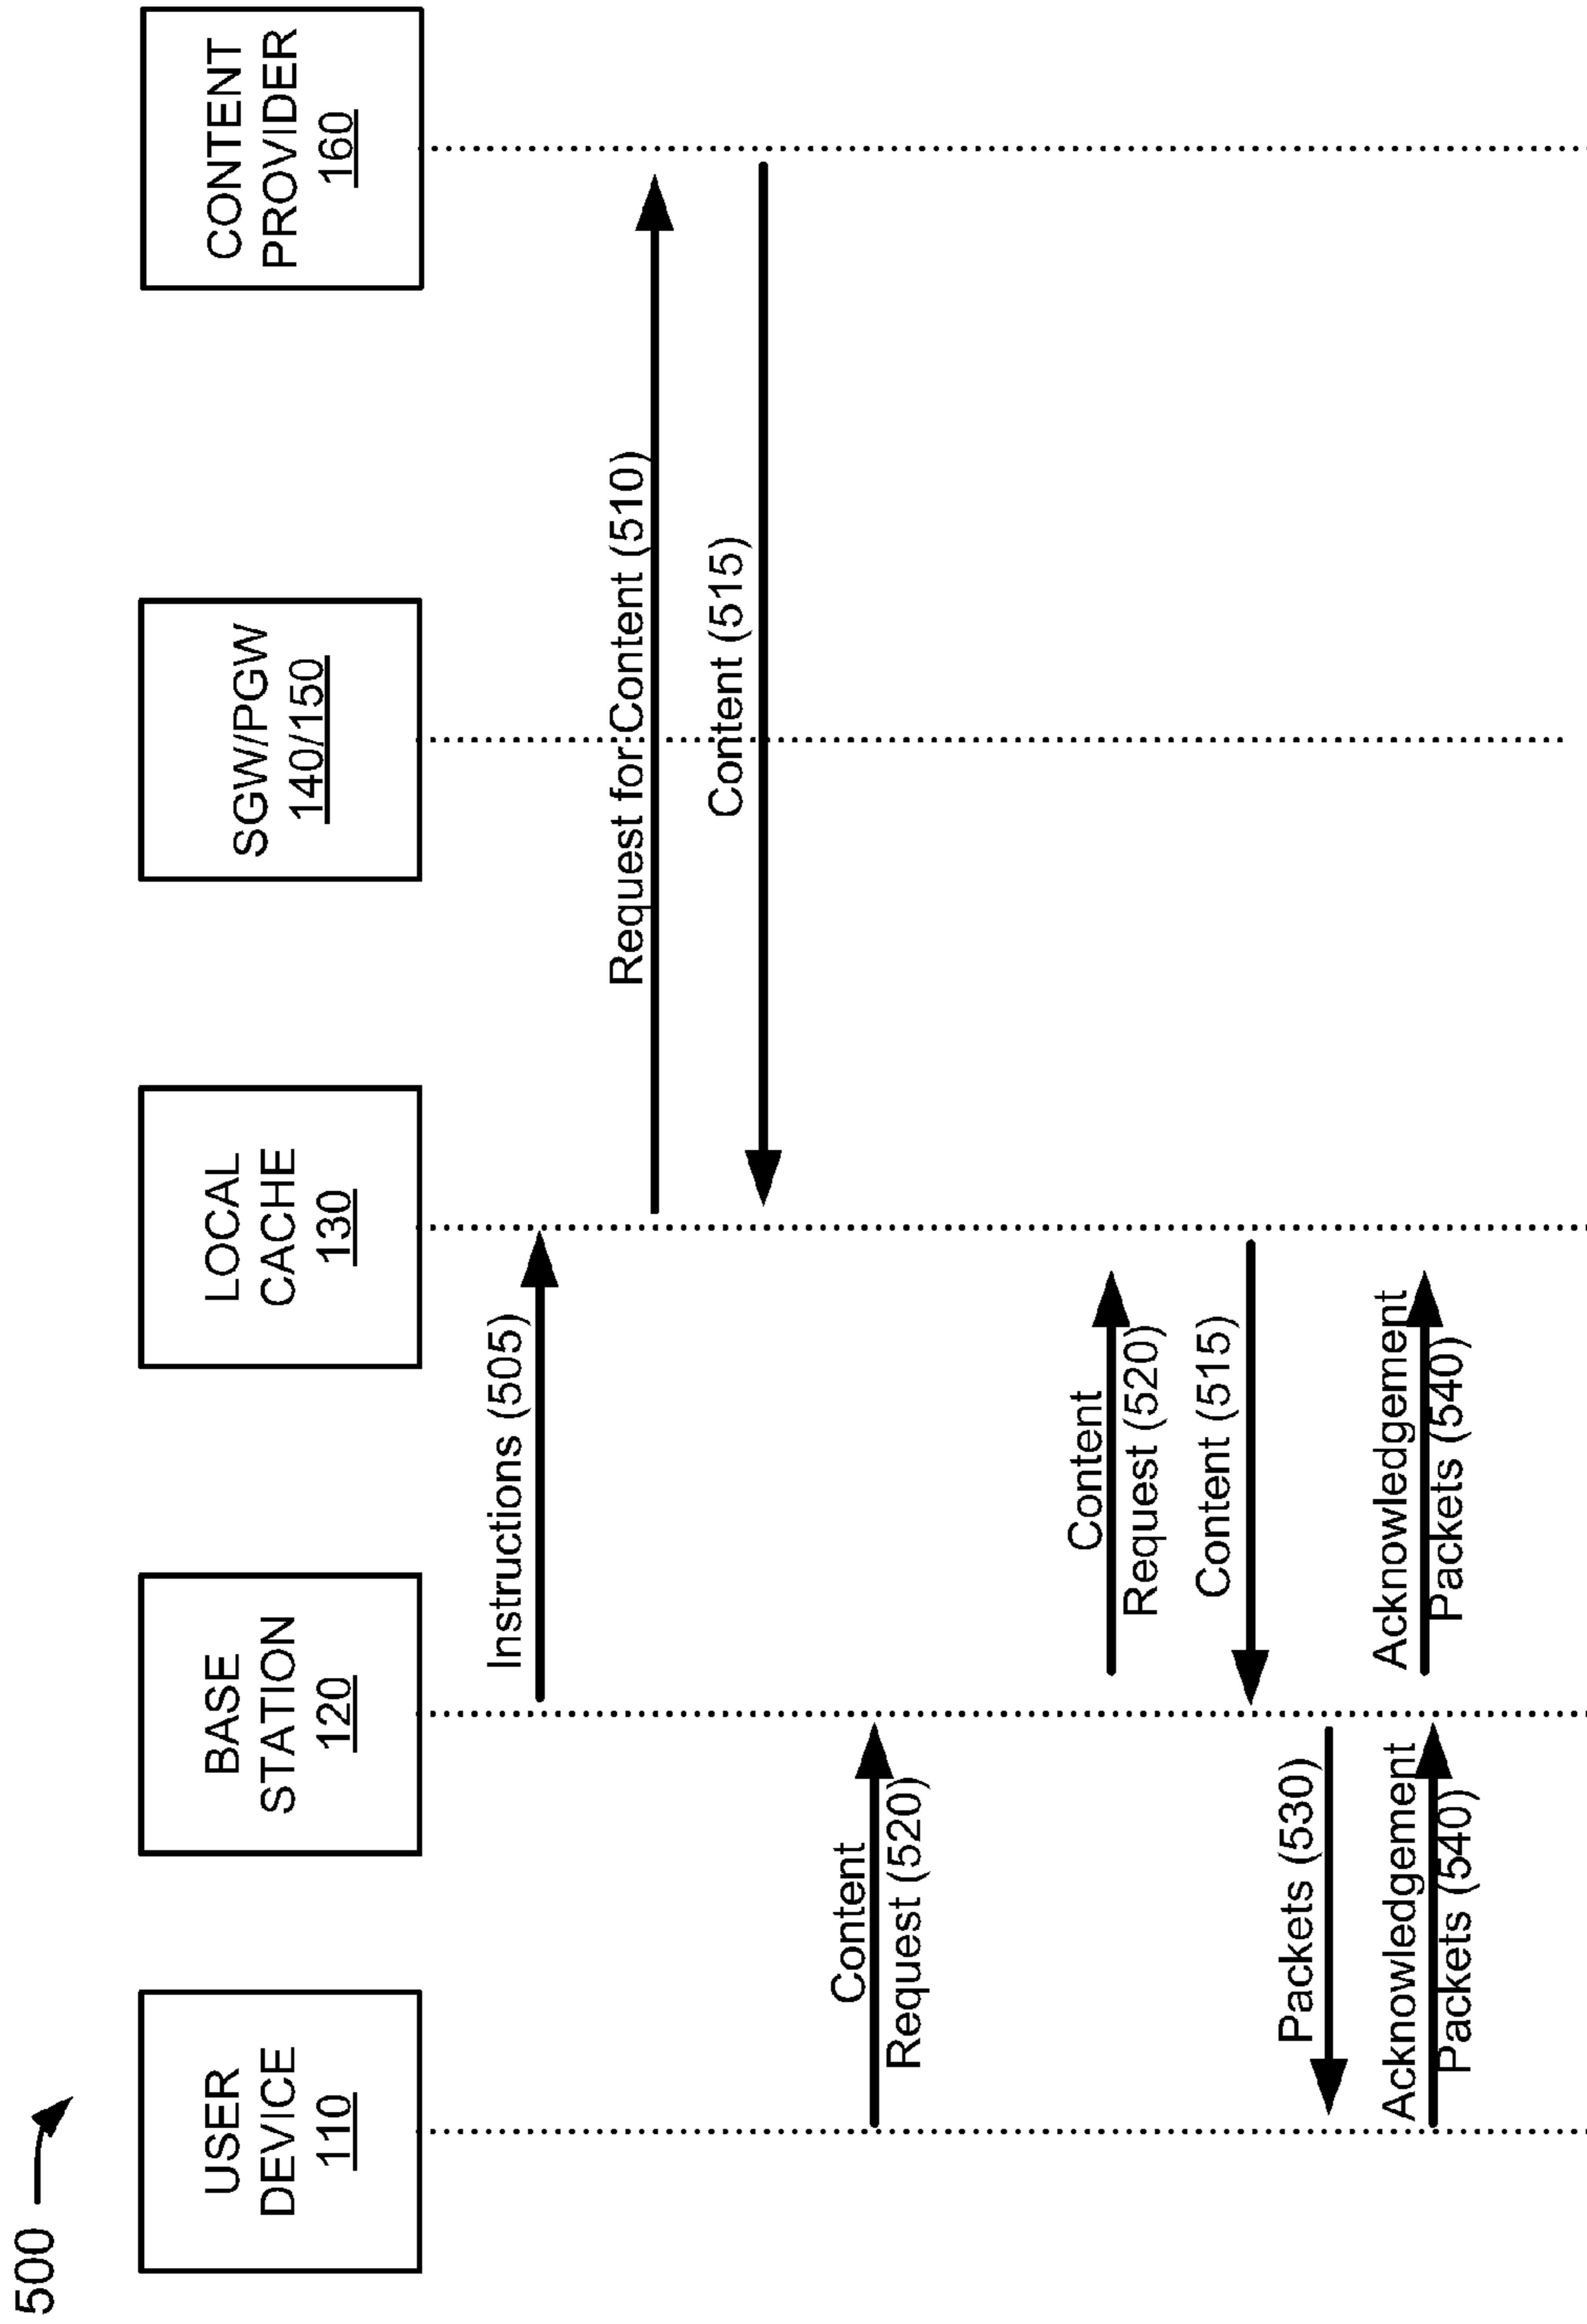 500
USER
DEVICE
110
BASE
STATION
120
LOCAL
CACHE
130
SGW/PGW
140/150
CONTENT
PROVIDER
160
Instructions (505)
Request for Content (510)
Content (515)
Content
Request (520)
Content
Request (520)
Content (515)
Packets (530)
Acknowledgement
Packets (540)
Acknowledgement
Packets (540)